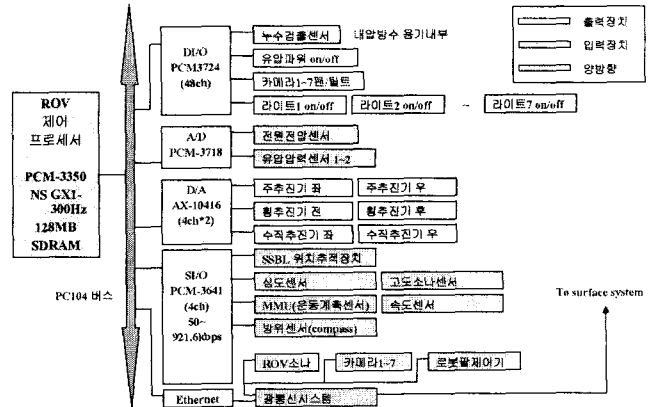 DI/O
PCM3724
(48ch)
누수검출센서
내압방수 용기내부
유압파워 on/off
카메라1~7팬/틸트
라이트1 on/off
라이트2 on/off
~
라이트7 on/off
출력장치
입력장치
양방향
ROV
제어
프로세서
PCM-3350
NS GX1-
300Hz
128MB
SDRAM
A/D
PCM-3718
전원전압센서
유압압력센서 1~2
D/A
AX-10416
(4ch*2)
주추진기 좌
주추진기 우
횡추진기 전
횡추진기 후
수직추진기 좌
수직추진기 우
PC104 버스
SI/O
PCM-3641
(4ch)
50~
921.6kbps
SSBL 위치추적장치
심도센서
고도소나센서
MMU(운동계측센서)
속도센서
방위센서(compass)
To surface system
ROV소나
카메라1~7
로봇팔제어기
Ethernet
광통신시스템